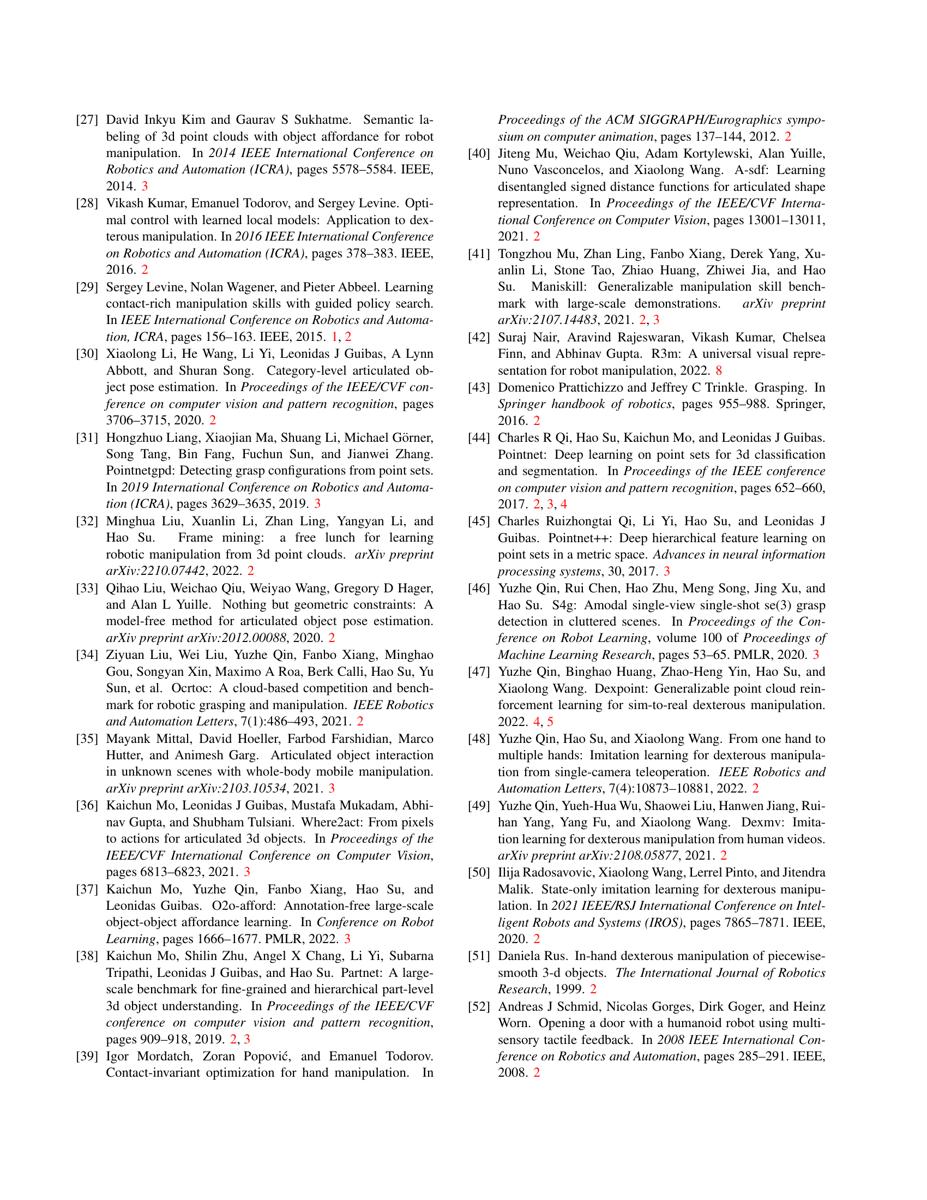 [27] David Inkyu Kim and Gaurav S Sukhatme. Semantic la-
beling of 3d point clouds with object affordance for robot
manipulation. In 2014 IEEE International Conference on
Robotics and Automation (ICRA), pages 5578–5584. IEEE,
2014. 3
[28] Vikash Kumar, Emanuel Todorov, and Sergey Levine. Opti-
mal control with learned local models: Application to dex-
terous manipulation. In 2016 IEEE International Conference
on Robotics and Automation (ICRA), pages 378–383. IEEE,
2016. 2
[29] Sergey Levine, Nolan Wagener, and Pieter Abbeel. Learning
contact-rich manipulation skills with guided policy search.
In IEEE International Conference on Robotics and Automa-
tion, ICRA, pages 156–163. IEEE, 2015. 1, 2
[30] Xiaolong Li, He Wang, Li Yi, Leonidas J Guibas, A Lynn
Abbott, and Shuran Song. Category-level articulated ob-
ject pose estimation. In Proceedings of the IEEE/CVF con-
ference on computer vision and pattern recognition, pages
3706–3715, 2020. 2
[31] Hongzhuo Liang, Xiaojian Ma, Shuang Li, Michael Görner,
Song Tang, Bin Fang, Fuchun Sun, and Jianwei Zhang.
Pointnetgpd: Detecting grasp configurations from point sets.
In 2019 International Conference on Robotics and Automa-
tion (ICRA), pages 3629–3635, 2019. 3
[32] Minghua Liu, Xuanlin Li, Zhan Ling, Yangyan Li, and
Hao Su. Frame mining: a free lunch for learning
robotic manipulation from 3d point clouds. arXiv preprint
arXiv:2210.07442, 2022. 2
[33] Qihao Liu, Weichao Qiu, Weiyao Wang, Gregory D Hager,
and Alan L Yuille. Nothing but geometric constraints: A
model-free method for articulated object pose estimation.
arXiv preprint arXiv:2012.00088, 2020. 2
[34] Ziyuan Liu, Wei Liu, Yuzhe Qin, Fanbo Xiang, Minghao
Gou, Songyan Xin, Maximo A Roa, Berk Calli, Hao Su, Yu
Sun, et al. Ocrtoc: A cloud-based competition and bench-
mark for robotic grasping and manipulation. IEEE Robotics
and Automation Letters, 7(1):486–493, 2021. 2
[35] Mayank Mittal, David Hoeller, Farbod Farshidian, Marco
Hutter, and Animesh Garg. Articulated object interaction
in unknown scenes with whole-body mobile manipulation.
arXiv preprint arXiv:2103.10534, 2021. 3
[36] Kaichun Mo, Leonidas J Guibas, Mustafa Mukadam, Abhi-
nav Gupta, and Shubham Tulsiani. Where2act: From pixels
to actions for articulated 3d objects. In Proceedings of the
IEEE/CVF International Conference on Computer Vision,
pages 6813–6823, 2021. 3
[37] Kaichun Mo, Yuzhe Qin, Fanbo Xiang, Hao Su, and
Leonidas Guibas. O2o-afford: Annotation-free large-scale
object-object affordance learning. In Conference on Robot
Learning, pages 1666–1677. PMLR, 2022. 3
[38] Kaichun Mo, Shilin Zhu, Angel X Chang, Li Yi, Subarna
Tripathi, Leonidas J Guibas, and Hao Su. Partnet: A large-
scale benchmark for fine-grained and hierarchical part-level
3d object understanding. In Proceedings of the IEEE/CVF
conference on computer vision and pattern recognition,
pages 909–918, 2019. 2, 3
[39] Igor Mordatch, Zoran Popović, and Emanuel Todorov.
Contact-invariant optimization for hand manipulation. In
Proceedings of the ACM SIGGRAPH/Eurographics sympo-
sium on computer animation, pages 137–144, 2012. 2
[40] Jiteng Mu, Weichao Qiu, Adam Kortylewski, Alan Yuille,
Nuno Vasconcelos, and Xiaolong Wang. A-sdf: Learning
disentangled signed distance functions for articulated shape
representation. In Proceedings of the IEEE/CVF Interna-
tional Conference on Computer Vision, pages 13001–13011,
2021. 2
[41] Tongzhou Mu, Zhan Ling, Fanbo Xiang, Derek Yang, Xu-
anlin Li, Stone Tao, Zhiao Huang, Zhiwei Jia, and Hao
Su. Maniskill: Generalizable manipulation skill bench-
mark with large-scale demonstrations. arXiv preprint
arXiv:2107.14483, 2021. 2, 3
[42] Suraj Nair, Aravind Rajeswaran, Vikash Kumar, Chelsea
Finn, and Abhinav Gupta. R3m: A universal visual repre-
sentation for robot manipulation, 2022. 8
[43] Domenico Prattichizzo and Jeffrey C Trinkle. Grasping. In
Springer handbook of robotics, pages 955–988. Springer,
2016. 2
[44] Charles R Qi, Hao Su, Kaichun Mo, and Leonidas J Guibas.
Pointnet: Deep learning on point sets for 3d classification
and segmentation. In Proceedings of the IEEE conference
on computer vision and pattern recognition, pages 652–660,
2017. 2, 3, 4
[45] Charles Ruizhongtai Qi, Li Yi, Hao Su, and Leonidas J
Guibas. Pointnet++: Deep hierarchical feature learning on
point sets in a metric space. Advances in neural information
processing systems, 30, 2017. 3
[46] Yuzhe Qin, Rui Chen, Hao Zhu, Meng Song, Jing Xu, and
Hao Su. S4g: Amodal single-view single-shot se(3) grasp
detection in cluttered scenes. In Proceedings of the Con-
ference on Robot Learning, volume 100 of Proceedings of
Machine Learning Research, pages 53–65. PMLR, 2020. 3
[47] Yuzhe Qin, Binghao Huang, Zhao-Heng Yin, Hao Su, and
Xiaolong Wang. Dexpoint: Generalizable point cloud rein-
forcement learning for sim-to-real dexterous manipulation.
2022. 4, 5
[48] Yuzhe Qin, Hao Su, and Xiaolong Wang. From one hand to
multiple hands: Imitation learning for dexterous manipula-
tion from single-camera teleoperation. IEEE Robotics and
Automation Letters, 7(4):10873–10881, 2022. 2
[49] Yuzhe Qin, Yueh-Hua Wu, Shaowei Liu, Hanwen Jiang, Rui-
han Yang, Yang Fu, and Xiaolong Wang. Dexmv: Imita-
tion learning for dexterous manipulation from human videos.
arXiv preprint arXiv:2108.05877, 2021. 2
[50] Ilija Radosavovic, Xiaolong Wang, Lerrel Pinto, and Jitendra
Malik. State-only imitation learning for dexterous manipu-
lation. In 2021 IEEE/RSJ International Conference on Intel-
ligent Robots and Systems (IROS), pages 7865–7871. IEEE,
2020. 2
[51] Daniela Rus. In-hand dexterous manipulation of piecewise-
smooth 3-d objects. The International Journal of Robotics
Research, 1999. 2
[52] Andreas J Schmid, Nicolas Gorges, Dirk Goger, and Heinz
Worn. Opening a door with a humanoid robot using multi-
sensory tactile feedback. In 2008 IEEE International Con-
ference on Robotics and Automation, pages 285–291. IEEE,
2008. 2